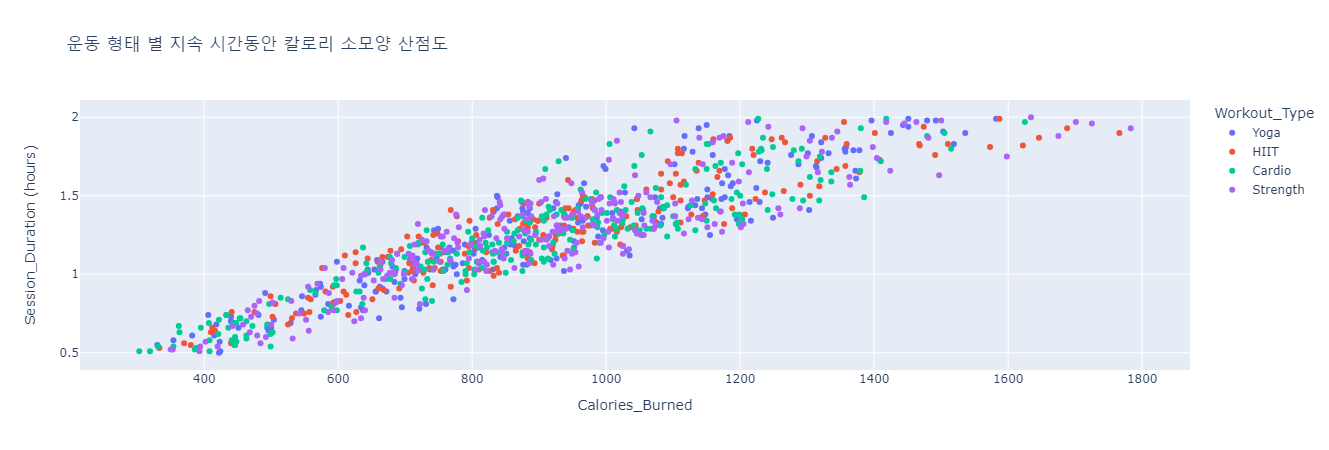 운동 형태 별 지속 시간동안 칼로리 소모양 산점도
Workout_Type
Yoga
HIIT
Cardio
Strength
Session_Duration (hours)
2
1.5
1
0.5
400 600 800 1000 1200 1400 1600 1800
Calories_Burned